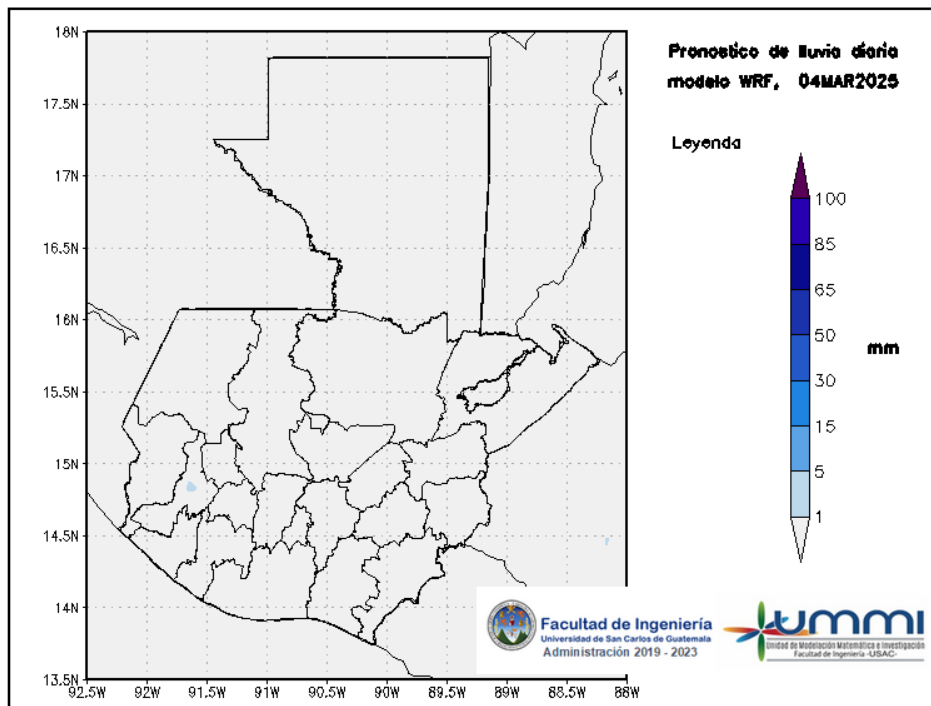 18N
17.5N
17N
16.5N
16N
15.5N
15N
14.5N
14N
13.5N
92.5W 92W 91.5W 91W 90.5W 90W 89.5W 89W 88.5W 88W
Pronostico de lluvia diaria
modelo WRF, 04MAR2025
Leyenda
100
85
65
50
30
15
5
1
mm
Facultad de Ingeniería
Universidad de San Carlos de Guatemala
Administración 2019 - 2023
ummi
Unidad de Modelación Matemática e Investigación
Facultad de Ingeniería -USAC-